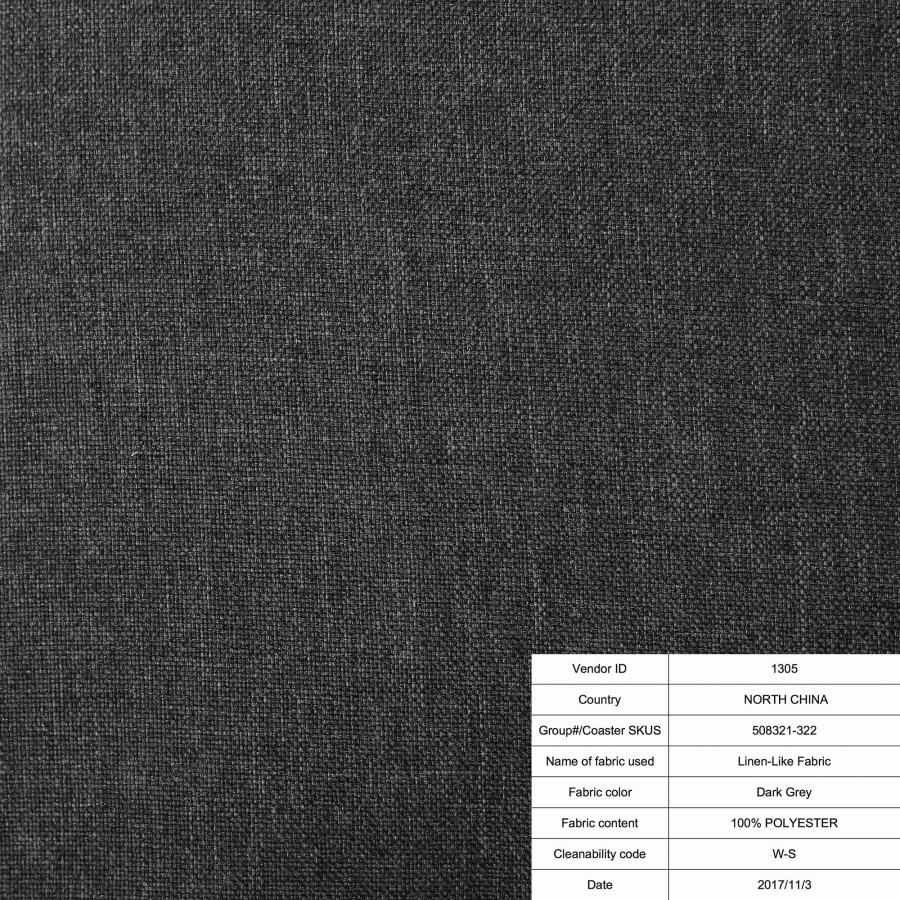 Vendor ID 1305
Country NORTH CHINA
Group#/Coaster SKUS 508321-322
Name of fabric used Linen-Like Fabric
Fabric color Dark Grey
Fabric content 100% POLYESTER
Cleanability code W-S
Date 2017/11/3